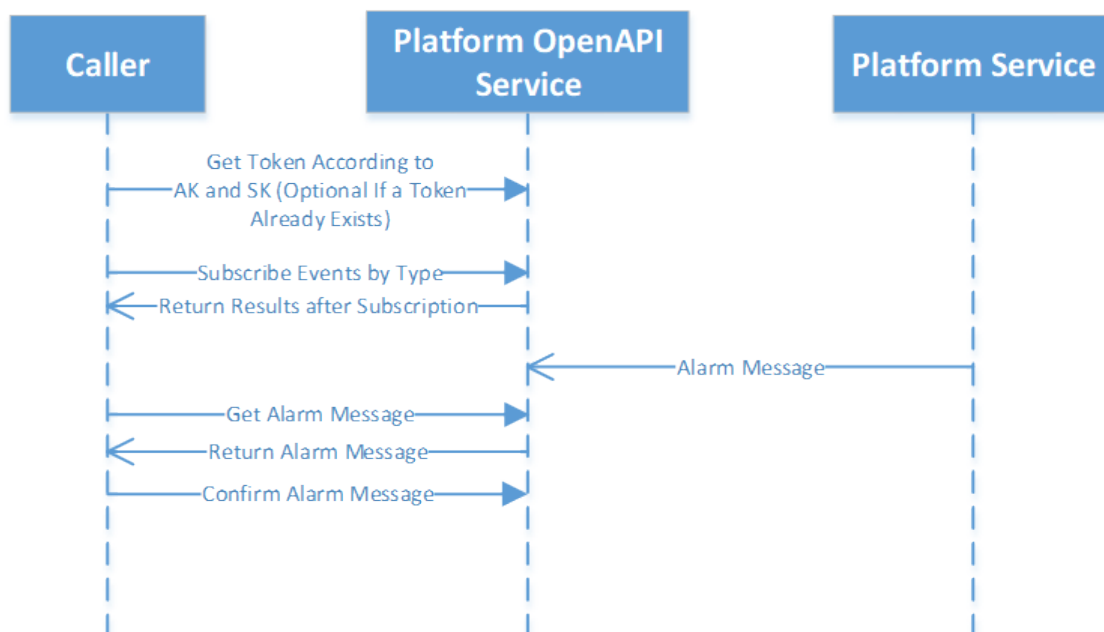 Caller
Platform OpenAPI
Service
Platform Service
Get Token According to
AK and SK (Optional If a Token
Already Exists)
Subscribe Events by Type
Return Results after Subscription
Alarm Message
Get Alarm Message
Return Alarm Message
Confirm Alarm Message